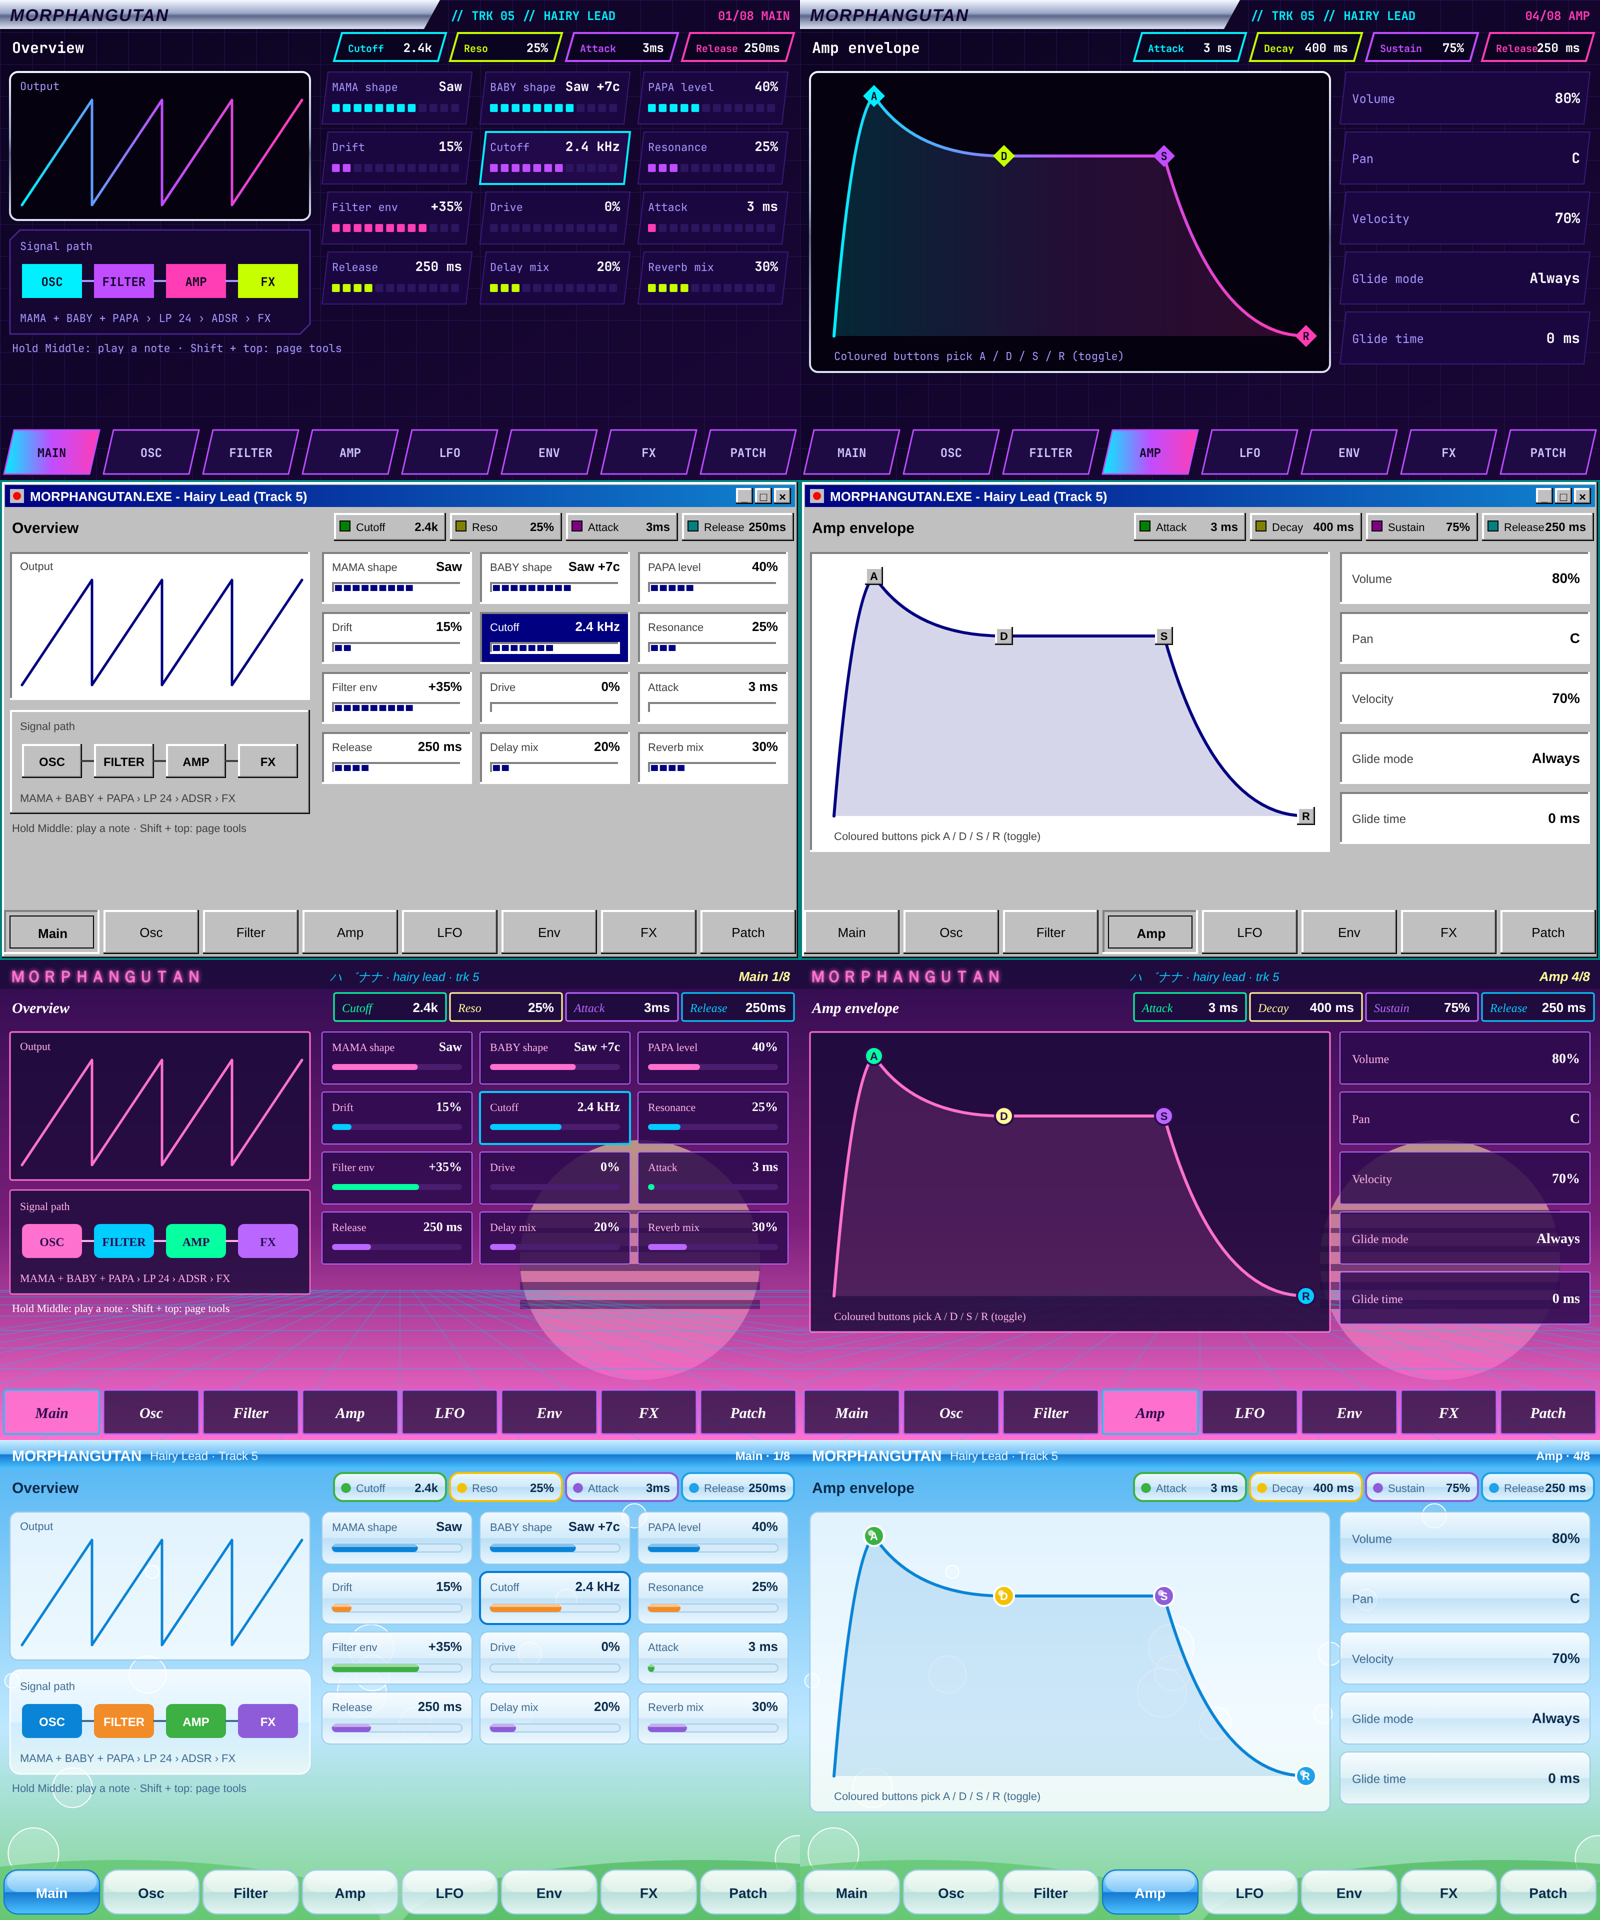 MORPHANGUTAN // TRK 05 // HAIRY LEAD 01/08 MAIN
Overview Cutoff 2.4k Reso 25% Attack 3ms Release 250ms
Output
MAMA shape Saw BABY shape Saw +7c PAPA level 40%
Drift 15% Cutoff 2.4 kHz Resonance 25%
Filter env +35% Drive 0% Attack 3 ms
Signal path
OSC FILTER AMP FX
Release 250 ms Delay mix 20% Reverb mix 30%
MAMA + BABY + PAPA › LP 24 › ADSR › FX
Hold Middle: play a note · Shift + top: page tools
MAIN OSC FILTER AMP LFO ENV FX PATCH
MORPHANGUTAN // TRK 05 // HAIRY LEAD 04/08 AMP
Amp envelope Attack 3 ms Decay 400 ms Sustain 75% Release 250 ms
A
D
S
R
Volume 80%
Pan C
Velocity 70%
Glide mode Always
Glide time 0 ms
Coloured buttons pick A / D / S / R (toggle)
MAIN OSC FILTER AMP LFO ENV FX PATCH
MORPHANGUTAN.EXE - Hairy Lead (Track 5)
Overview Cutoff 2.4k Reso 25% Attack 3ms Release 250ms
Output
MAMA shape Saw BABY shape Saw +7c PAPA level 40%
Drift 15% Cutoff 2.4 kHz Resonance 25%
Filter env +35% Drive 0% Attack 3 ms
Signal path
OSC FILTER AMP FX
Release 250 ms Delay mix 20% Reverb mix 30%
MAMA + BABY + PAPA › LP 24 › ADSR › FX
Hold Middle: play a note · Shift + top: page tools
Main Osc Filter Amp LFO Env FX Patch
MORPHANGUTAN.EXE - Hairy Lead (Track 5)
Amp envelope Attack 3 ms Decay 400 ms Sustain 75% Release 250 ms
A
D
S
R
Volume 80%
Pan C
Velocity 70%
Glide mode Always
Glide time 0 ms
Coloured buttons pick A / D / S / R (toggle)
Main Osc Filter Amp LFO Env FX Patch
MORPHANGUTAN バナナ · hairy lead · trk 5 Main 1/8
Overview Cutoff 2.4k Reso 25% Attack 3ms Release 250ms
Output
MAMA shape Saw BABY shape Saw +7c PAPA level 40%
Drift 15% Cutoff 2.4 kHz Resonance 25%
Filter env +35% Drive 0% Attack 3 ms
Signal path
OSC FILTER AMP FX
Release 250 ms Delay mix 20% Reverb mix 30%
MAMA + BABY + PAPA › LP 24 › ADSR › FX
Hold Middle: play a note · Shift + top: page tools
Main Osc Filter Amp LFO Env FX Patch
MORPHANGUTAN バナナ · hairy lead · trk 5 Amp 4/8
Amp envelope Attack 3 ms Decay 400 ms Sustain 75% Release 250 ms
A
D
S
R
Volume 80%
Pan C
Velocity 70%
Glide mode Always
Glide time 0 ms
Coloured buttons pick A / D / S / R (toggle)
Main Osc Filter Amp LFO Env FX Patch
MORPHANGUTAN Hairy Lead · Track 5 Main · 1/8
Overview Cutoff 2.4k Reso 25% Attack 3ms Release 250ms
Output
MAMA shape Saw BABY shape Saw +7c PAPA level 40%
Drift 15% Cutoff 2.4 kHz Resonance 25%
Filter env +35% Drive 0% Attack 3 ms
Signal path
OSC FILTER AMP FX
Release 250 ms Delay mix 20% Reverb mix 30%
MAMA + BABY + PAPA › LP 24 › ADSR › FX
Hold Middle: play a note · Shift + top: page tools
Main Osc Filter Amp LFO Env FX Patch
MORPHANGUTAN Hairy Lead · Track 5 Amp · 4/8
Amp envelope Attack 3 ms Decay 400 ms Sustain 75% Release 250 ms
A
D
S
R
Volume 80%
Pan C
Velocity 70%
Glide mode Always
Glide time 0 ms
Coloured buttons pick A / D / S / R (toggle)
Main Osc Filter Amp LFO Env FX Patch